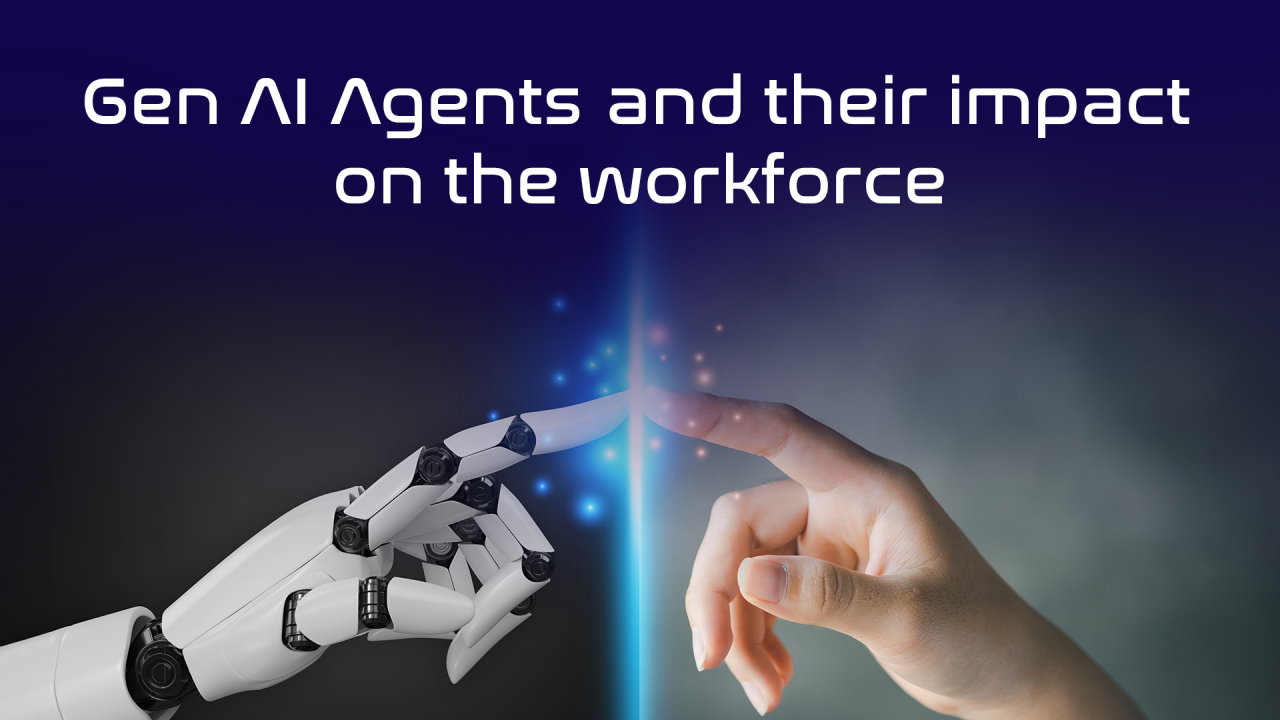 Gen AI Agents and their impact
on the workforce